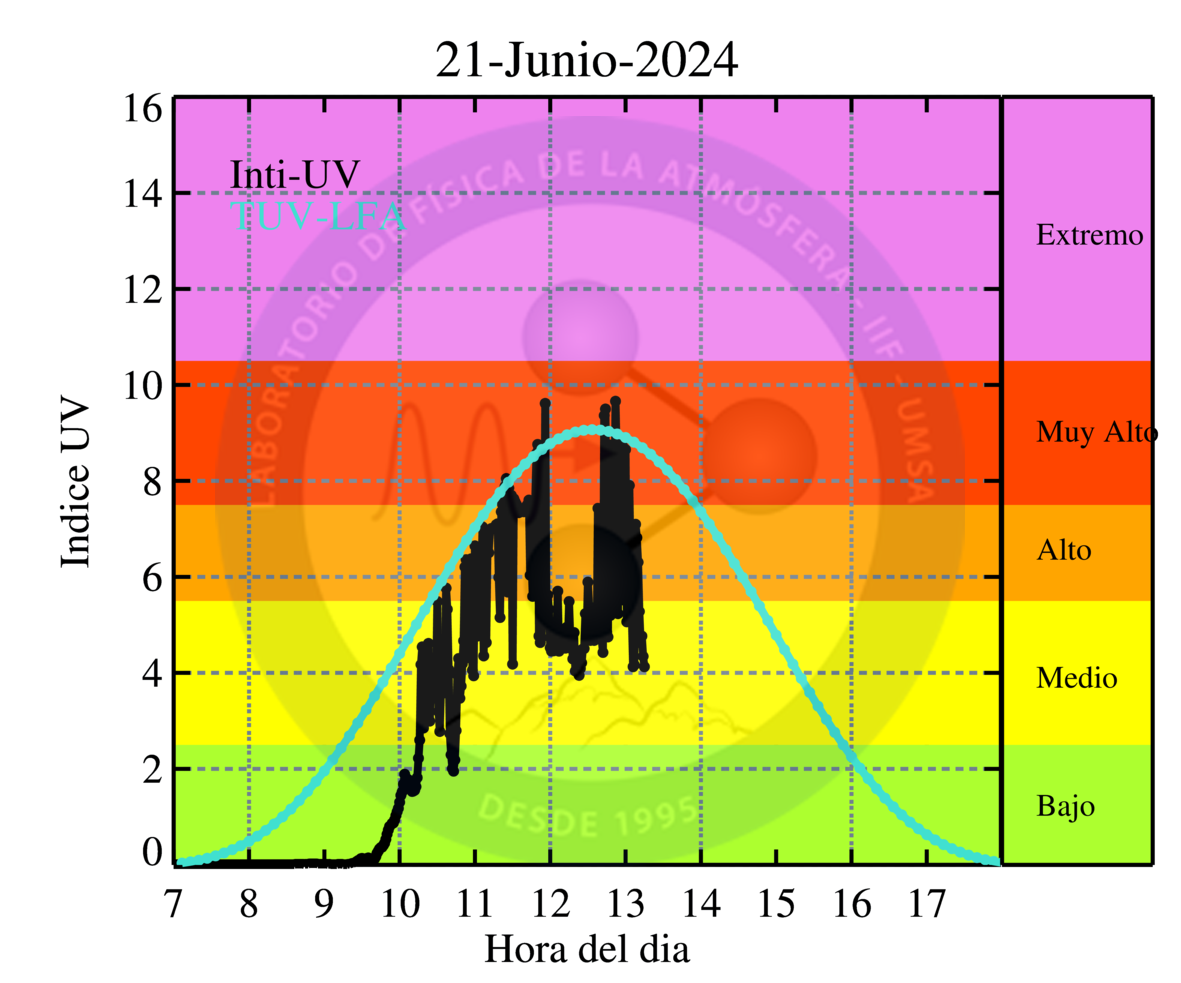 21-Junio-2024
Inti-UV
TUV-LFA
LABORATORIO DE FÍSICA DE LA ATMÓSFERA - IIF - UMSA
DESDE 1995
Indice UV
16
14
12
10
8
6
4
2
0
Extremo
Muy Alto
Alto
Medio
Bajo
7 8 9 10 11 12 13 14 15 16 17
Hora del dia